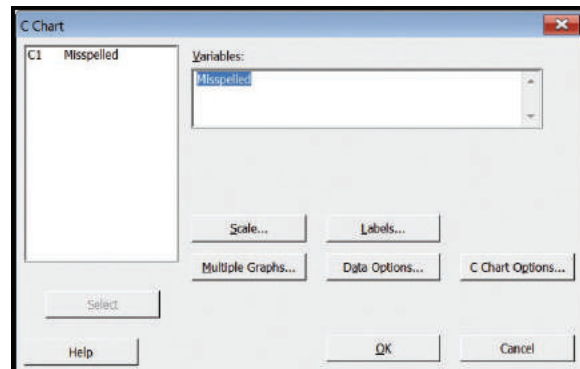 C Chart
C1 Misspelled
Variables:
Misspelled
Scale...
Labels...
Multiple Graphs...
Data Options...
C Chart Options...
Select
Help
OK
Cancel